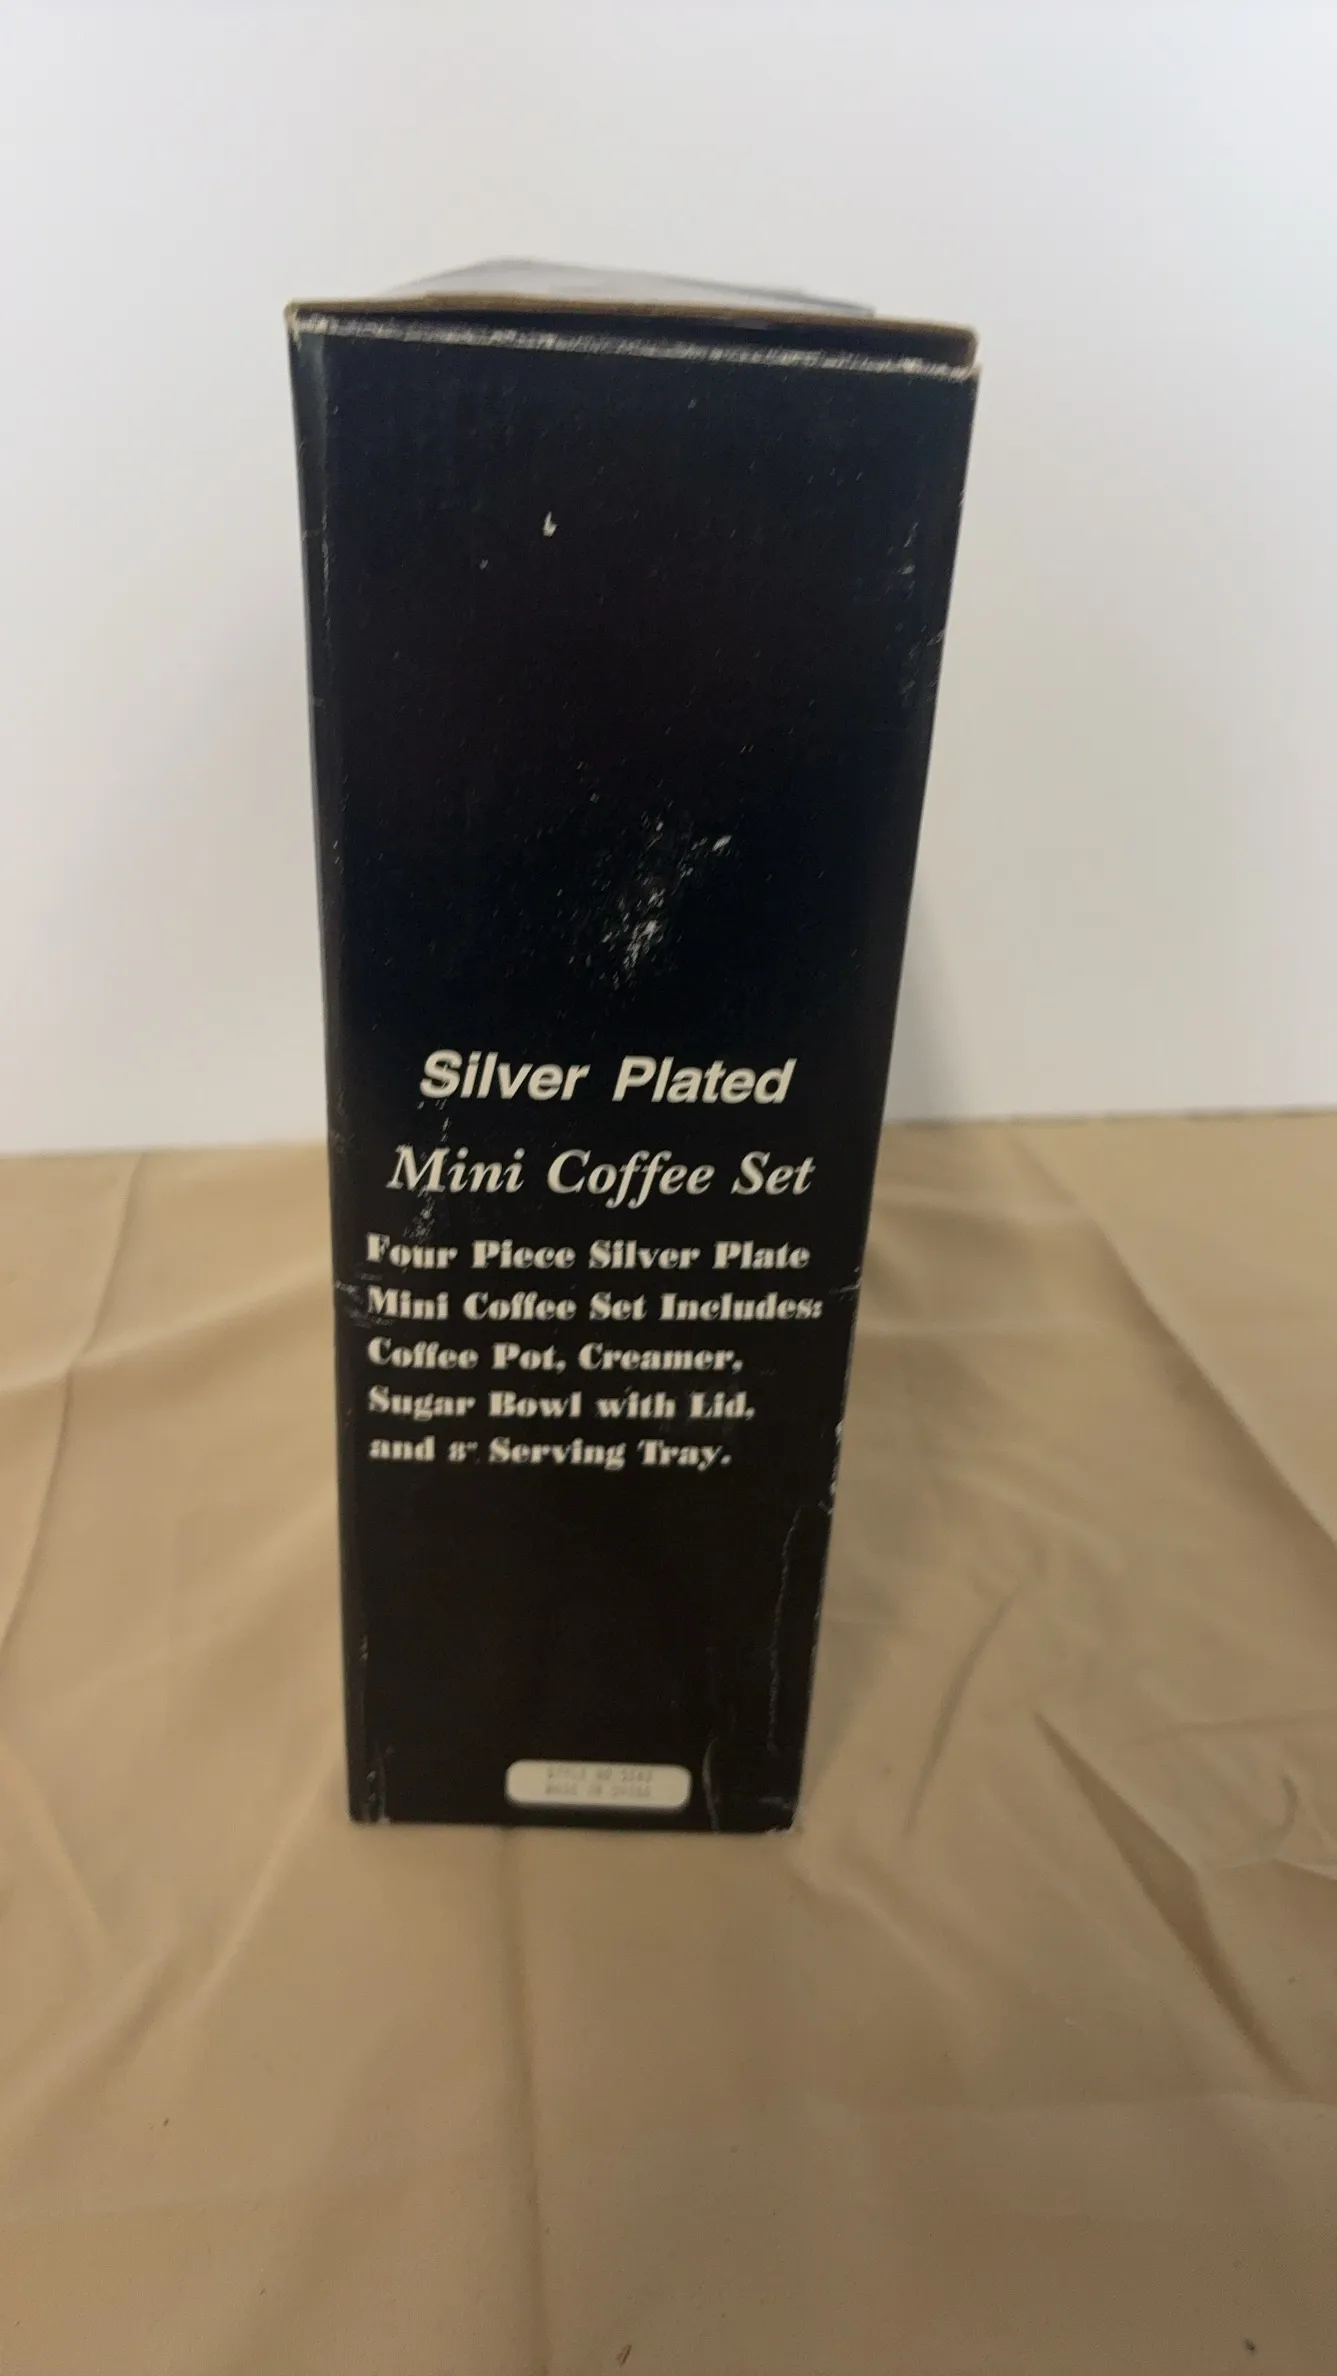 Silver Plated
Mini Coffee Set
Four Piece Silver Plate
Mini Coffee Set Includes:
Coffee Pot, Creamer,
Sugar Bowl with Lid,
and 8" Serving Tray.